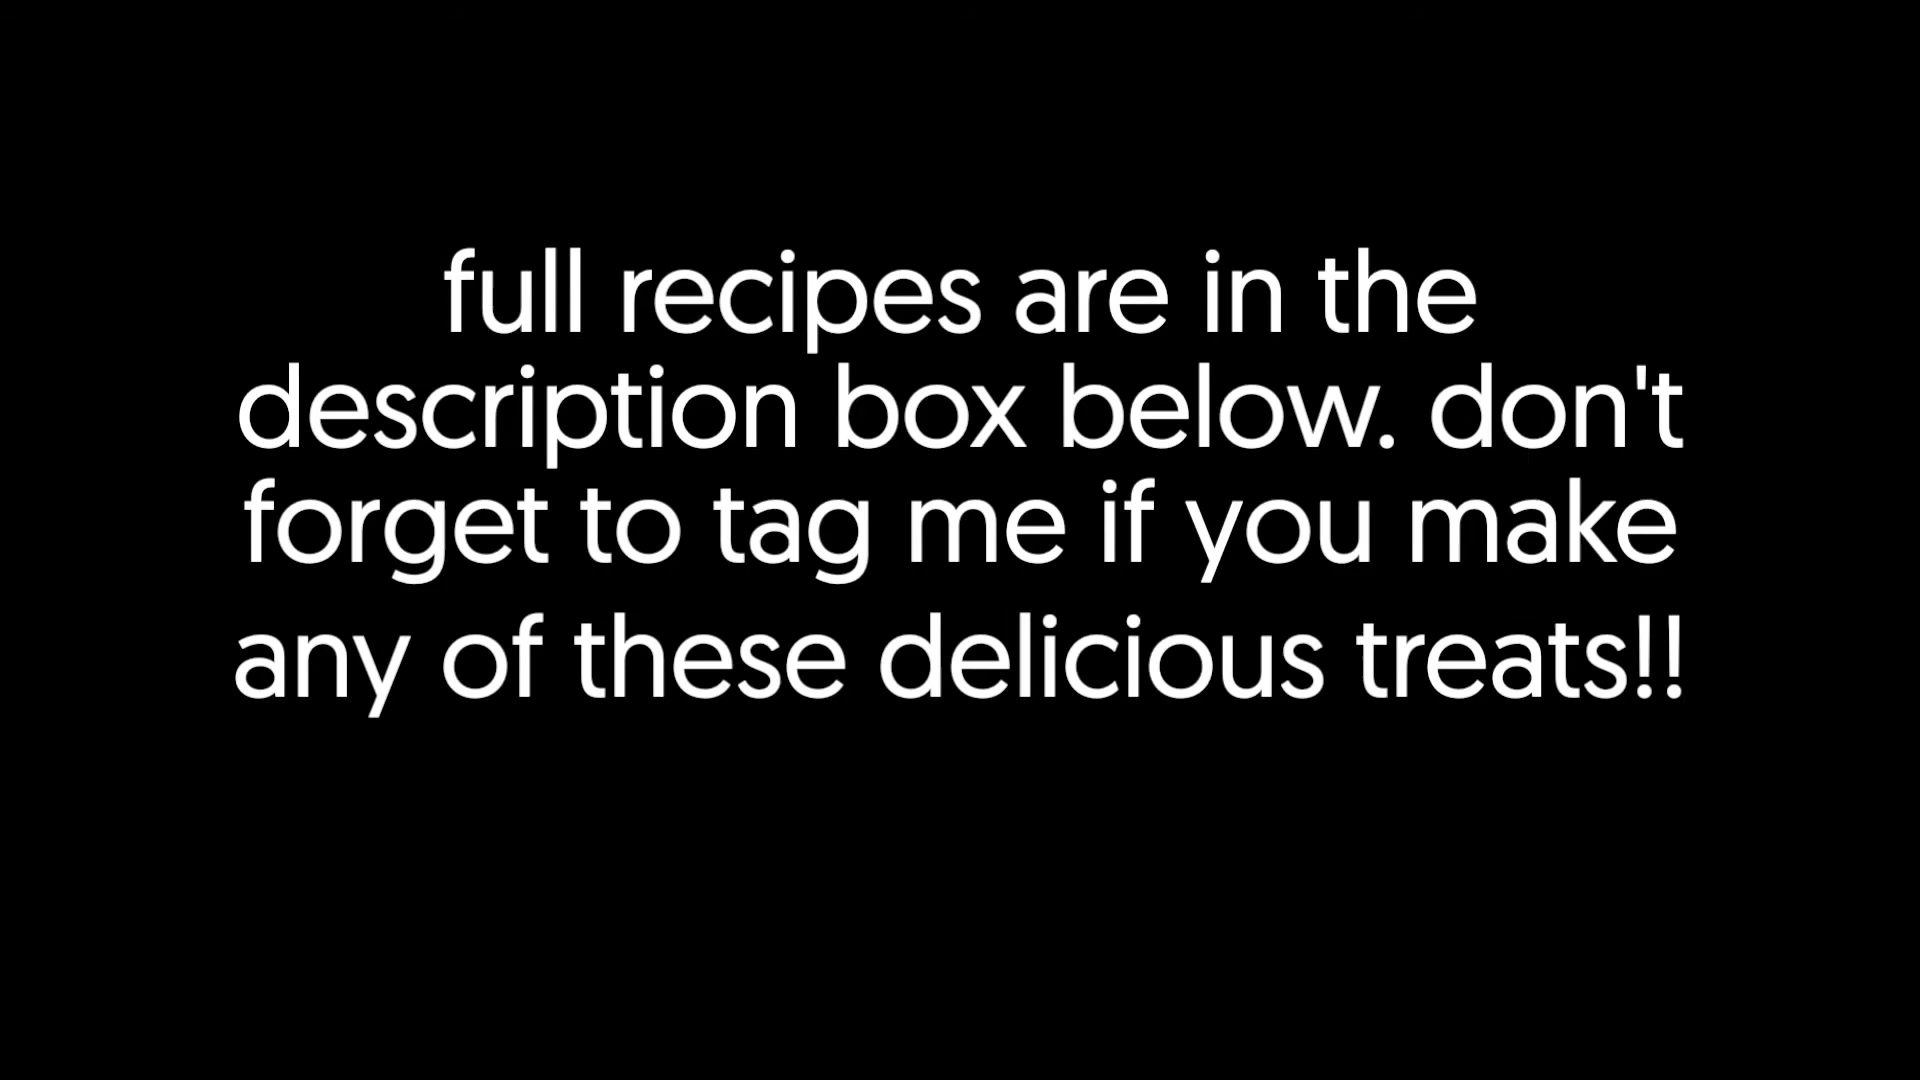 full recipes are in the
description box below. don't
forget to tag me if you make
any of these delicious treats!!